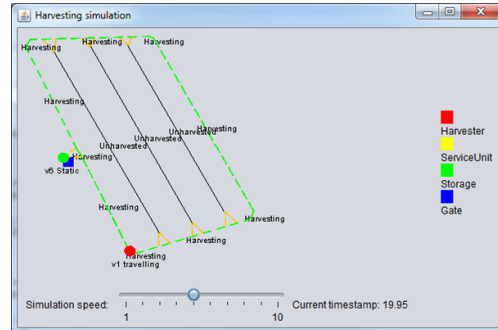 Harvesting simulation
Harvesting
Harvesting
Harvesting
Harvesting
Harvester
Harvesting
Unharvested
Unharvested
Unharvested
Harvesting
ServiceUnit
Harvesting
v6 Static
Storage
Harvesting
Gate
Harvesting
Harvesting
Harvesting
v1 travelling
Simulation speed:
1
10
Current timestamp: 19.95